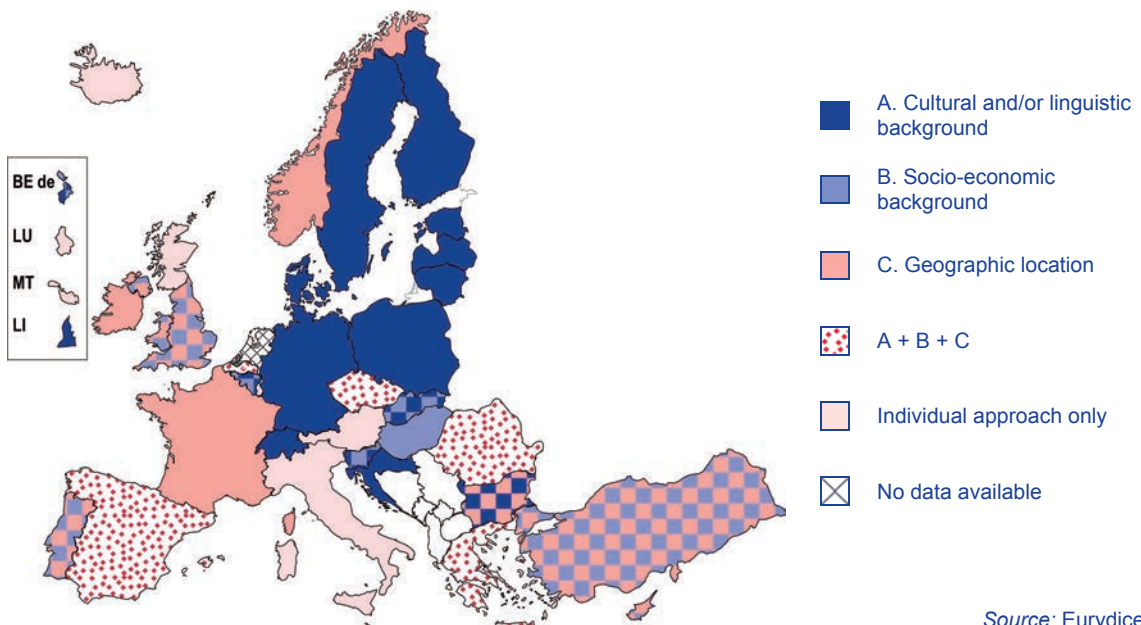 BE de
LU
MT
LI
A. Cultural and/or linguistic
background
B. Socio-economic
background
C. Geographic location
A + B + C
Individual approach only
No data available
Source: Eurydice